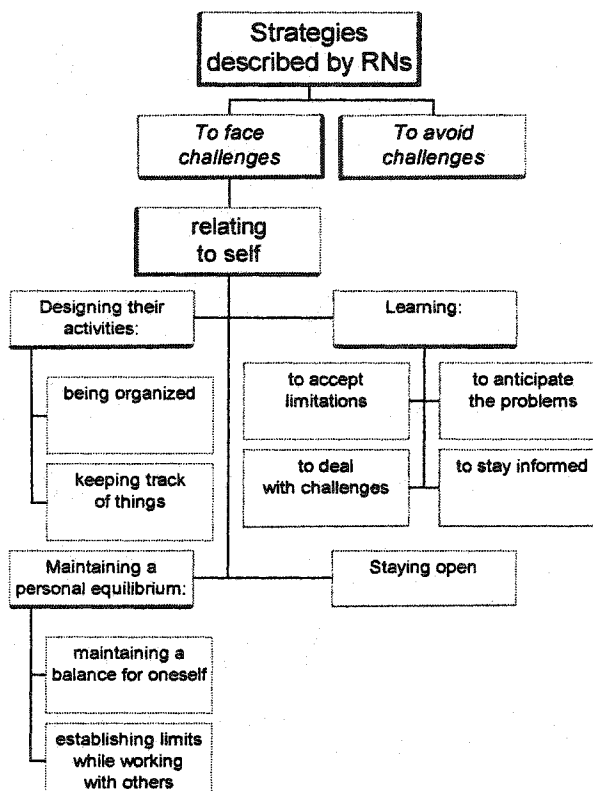 Strategies
described by RNs
To face
challenges
To avoid
challenges
relating
to self
Designing their
activities:
being organized
keeping track
of things
Learning:
to accept
limitations
to anticipate
the problems
to deal
with challenges
to stay informed
Maintaining a
personal equilibrium:
maintaining a
balance for oneself
establishing limits
while working
with others
Staying open